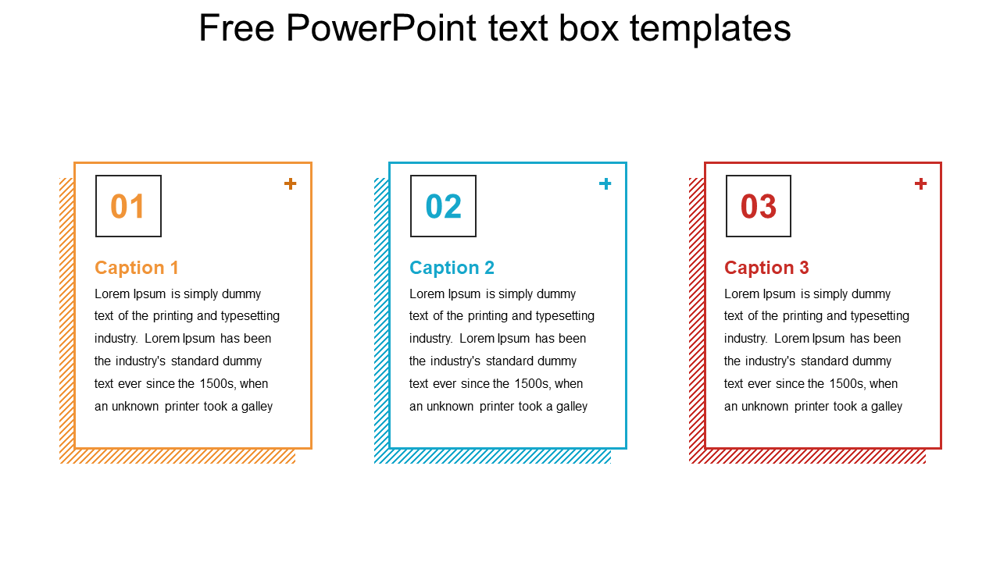 Free PowerPoint text box templates
01
Caption 1
Lorem Ipsum is simply dummy
text of the printing and typesetting
industry. Lorem Ipsum has been
the industry's standard dummy
text ever since the 1500s, when
an unknown printer took a galley
02
Caption 2
Lorem Ipsum is simply dummy
text of the printing and typesetting
industry. Lorem Ipsum has been
the industry's standard dummy
text ever since the 1500s, when
an unknown printer took a galley
03
Caption 3
Lorem Ipsum is simply dummy
text of the printing and typesetting
industry. Lorem Ipsum has been
the industry's standard dummy
text ever since the 1500s, when
an unknown printer took a galley